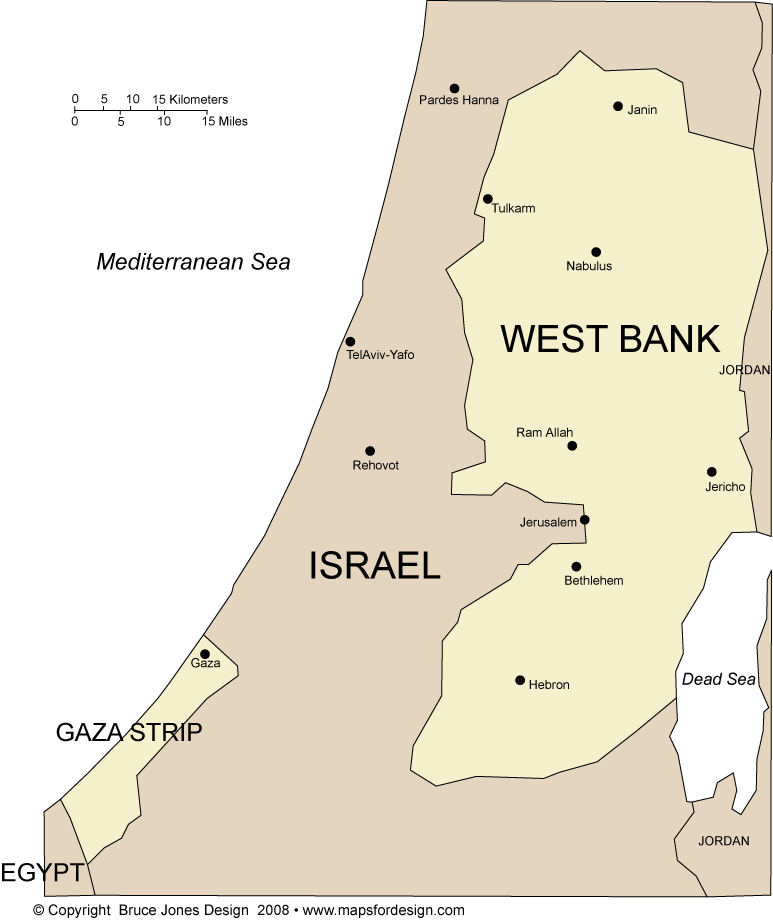 Pardes Hanna
0 5 10 15 Kilometers
0 5 10 15 Miles
Janin
Tulkarm
Mediterranean Sea
Nabulus
WEST BANK
TelAviv-Yafo
JORDAN
Ram Allah
Rehovot
Jericho
Jerusalem
ISRAEL
Bethlehem
Gaza
Dead Sea
Hebron
GAZA STRIP
JORDAN
EGYPT
© Copyright Bruce Jones Design 2008 • www.mapsfordesign.com